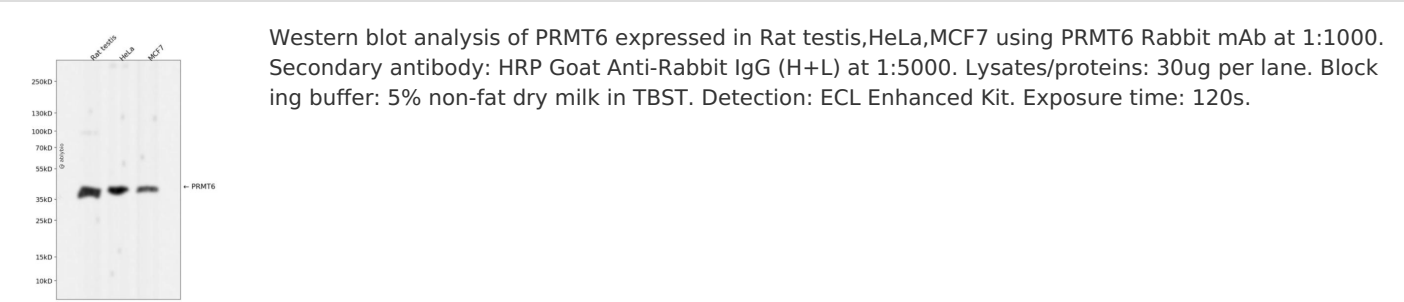 Rat testis
HeLa
MCF7
250kD
130kD
100kD
70kD
55kD
35kD
25kD
15kD
10kD
@ abybio
← PRMT6
Western blot analysis of PRMT6 expressed in Rat testis,HeLa,MCF7 using PRMT6 Rabbit mAb at 1:1000.
Secondary antibody: HRP Goat Anti-Rabbit IgG (H+L) at 1:5000. Lysates/proteins: 30ug per lane. Block
ing buffer: 5% non-fat dry milk in TBST. Detection: ECL Enhanced Kit. Exposure time: 120s.